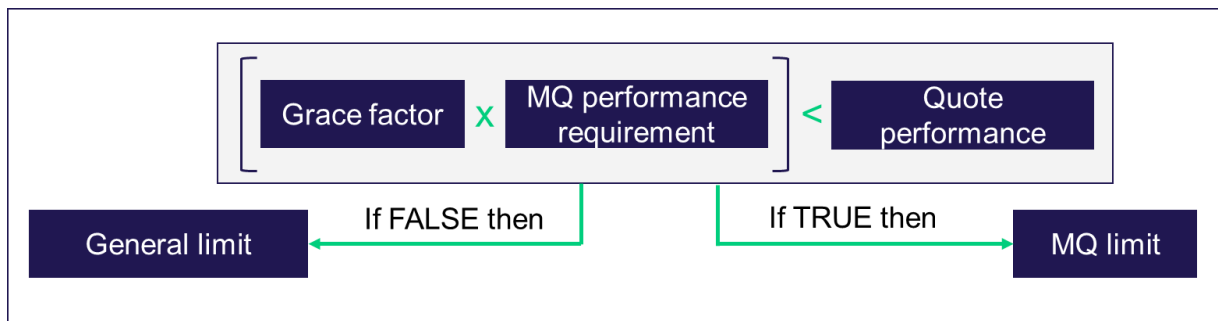 Grace factor x MQ performance < Quote
requirement performance
If FALSE then
If TRUE then
General limit
MQ limit